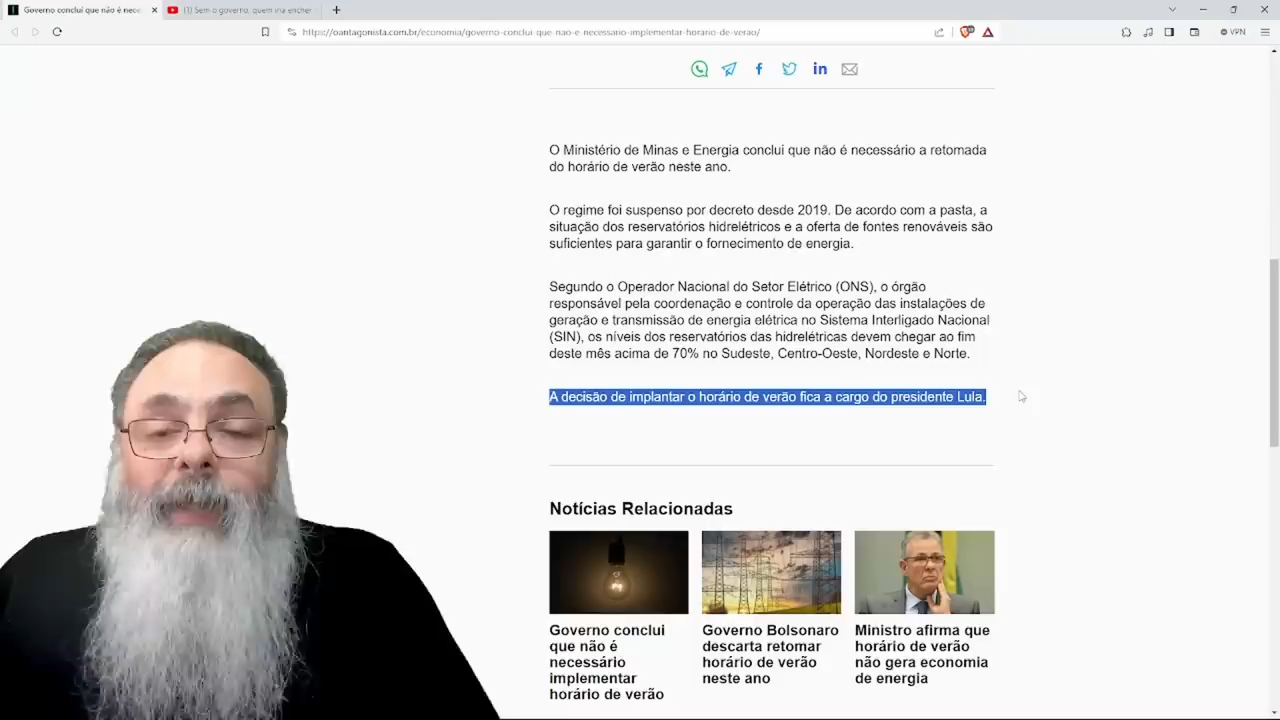 Governo conclui que não é nece
(1) Sem o governo, quem iria encher
https://oantagonista.com.br/economia/governo-conclui-que-nao-e-necessario-implementar-horario-de-verao/
VPN
O Ministério de Minas e Energia conclui que não é necessário a retomada
do horário de verão neste ano.
O regime foi suspenso por decreto desde 2019. De acordo com a pasta, a
situação dos reservatórios hidrelétricos e a oferta de fontes renováveis são
suficientes para garantir o fornecimento de energia.
Segundo o Operador Nacional do Setor Elétrico (ONS), o órgão
responsável pela coordenação e controle da operação das instalações de
geração e transmissão de energia elétrica no Sistema Interligado Nacional
(SIN), os níveis dos reservatórios das hidrelétricas devem chegar ao fim
deste mês acima de 70% no Sudeste, Centro-Oeste, Nordeste e Norte.
A decisão de implantar o horário de verão fica a cargo do presidente Lula.
Notícias Relacionadas
Governo conclui
que não é
necessário
implementar
horário de verão
Governo Bolsonaro
descarta retomar
horário de verão
neste ano
Ministro afirma que
horário de verão
não gera economia
de energia